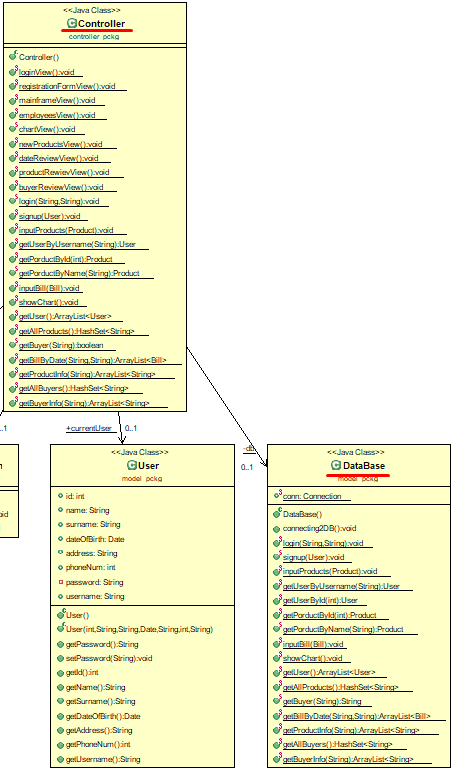 <<Java Class>>
Controller
controller_pckg
Controller()
loginView():void
registrationFormView():void
mainframeView():void
employeesView():void
chartView():void
newProductsView():void
dateReviewView():void
productRewievView():void
buyerReviewView():void
login(String,String):void
signup(User):void
inputProducts(Product):void
getUserByUsername(String):User
getPorductById(int):Product
getPorductByName(String):Product
inputBill(Bill):void
showChart():void
getUser():ArrayList<User>
getAllProducts():HashSet<String>
getBuyer(String):boolean
getBillByDate(String,String):ArrayList<Bill>
getProductInfo(String):ArrayList<String>
getAllBuyers():HashSet<String>
getBuyerInfo(String):ArrayList<String>
..1
+currentUser
0..1
-db
0..1
<<Java Class>>
User
model_pckg
id: int
name: String
surname: String
dateOfBirth: Date
address: String
phoneNum: int
password: String
username: String
User()
User(int,String,String,Date,String,int,String)
getPassword():String
setPassword(String):void
getId():int
getName():String
getSurname():String
getDateOfBirth():Date
getAddress():String
getPhoneNum():int
getUsername():String
<<Java Class>>
DataBase
model_pckg
conn: Connection
DataBase()
connecting2DB():void
login(String,String):void
signup(User):void
inputProducts(Product):void
getUserByUsername(String):User
getUserById(int):User
getPorductById(int):Product
getPorductByName(String):Product
inputBill(Bill):void
showChart():void
getUser():ArrayList<User>
getAllProducts():HashSet<String>
getBuyer(String):String
getBillByDate(String,String):ArrayList<Bill>
getProductInfo(String):ArrayList<String>
getAllBuyers():HashSet<String>
getBuyerInfo(String):ArrayList<String>